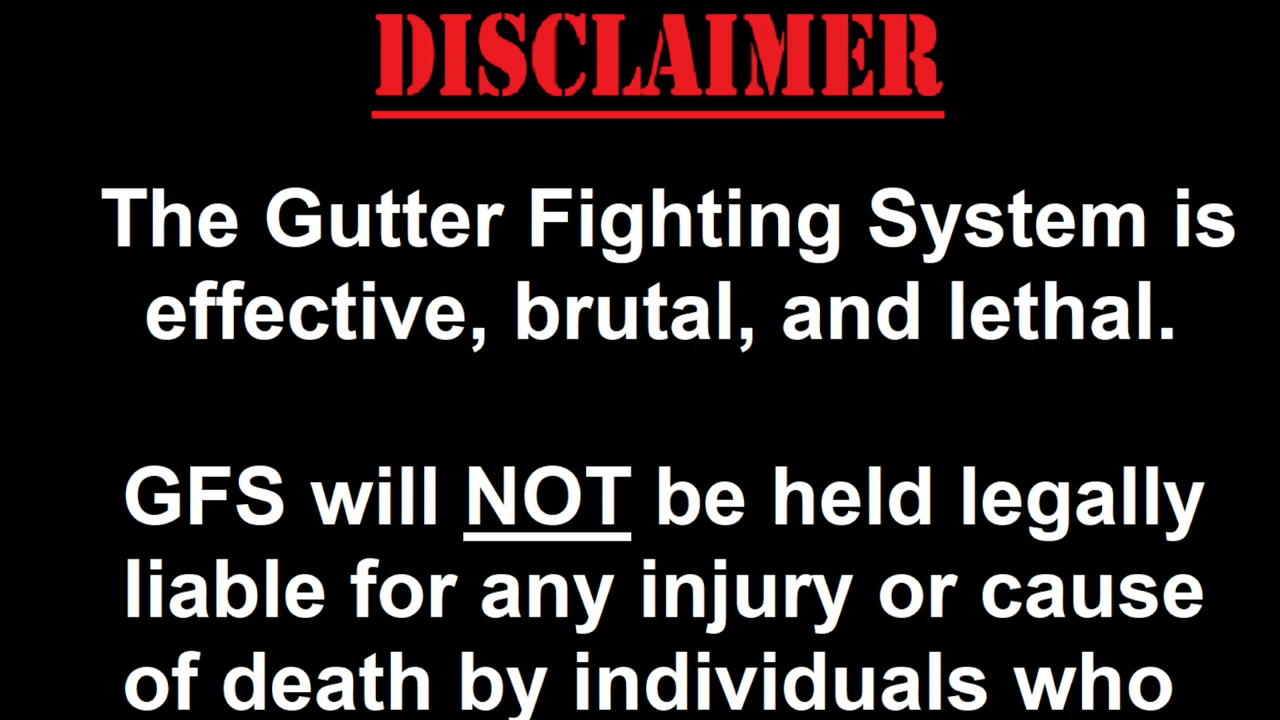 DISCLAIMER
The Gutter Fighting System is
effective, brutal, and lethal.
GFS will NOT be held legally
liable for any injury or cause
of death by individuals who